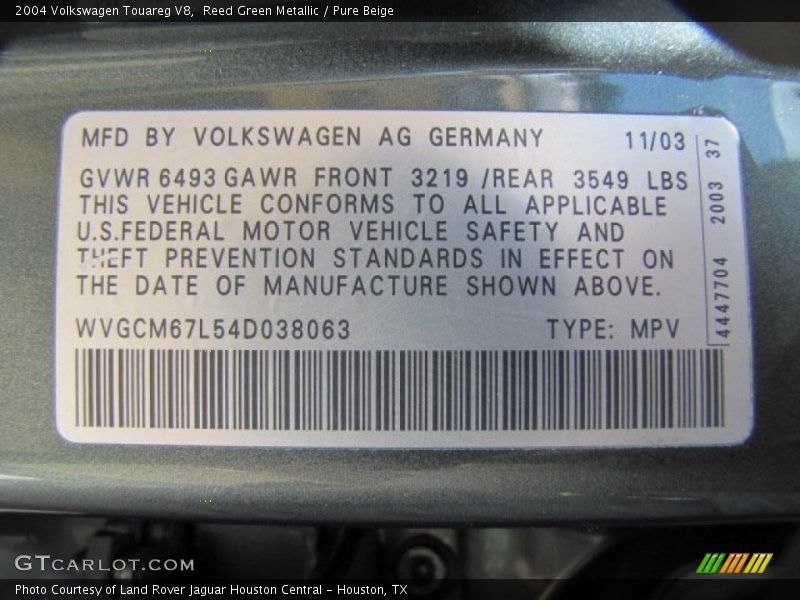 2004 Volkswagen Touareg V8, Reed Green Metallic / Pure Beige
MFD BY VOLKSWAGEN AG GERMANY 11/03
GVWR 6493 GAWR FRONT 3219 /REAR 3549 LBS
THIS VEHICLE CONFORMS TO ALL APPLICABLE
U.S.FEDERAL MOTOR VEHICLE SAFETY AND
THEFT PREVENTION STANDARDS IN EFFECT ON
THE DATE OF MANUFACTURE SHOWN ABOVE.
WVGCM67L54D038063 TYPE: MPV
4447704 2003 37
GTCARLOT.COM
Photo Courtesy of Land Rover Jaguar Houston Central - Houston, TX